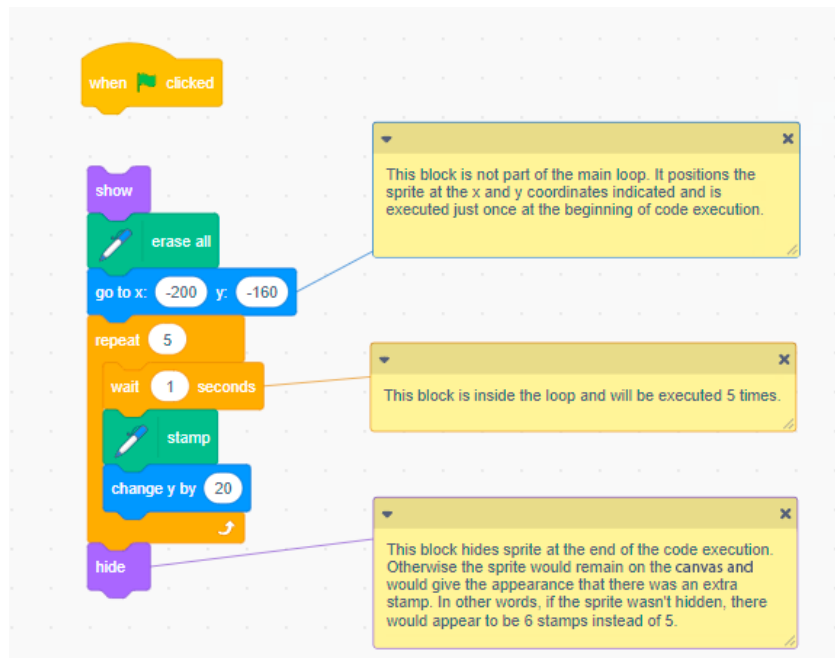 when clicked
This block is not part of the main loop. It positions the
sprite at the x and y coordinates indicated and is
executed just once at the beginning of code execution.
show
erase all
go to x: -200 y: -160
repeat 5
wait 1 seconds
This block is inside the loop and will be executed 5 times.
stamp
change y by 20
hide
This block hides sprite at the end of the code execution.
Otherwise the sprite would remain on the canvas and
would give the appearance that there was an extra
stamp. In other words, if the sprite wasn't hidden, there
would appear to be 6 stamps instead of 5.